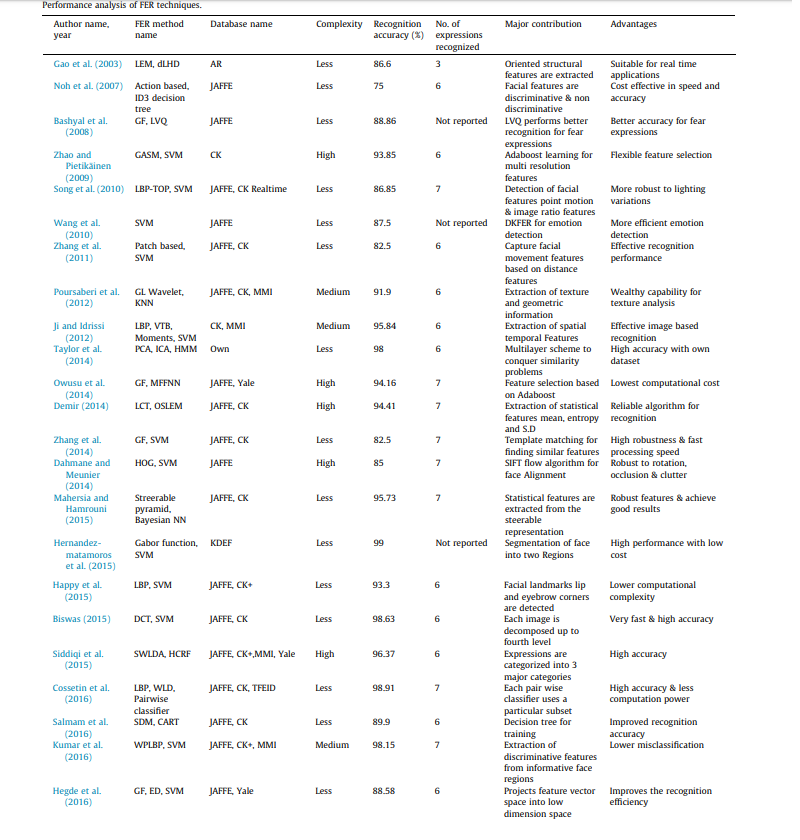 Performance analysis of FER techniques.
Author name, FER method Database name Complexity Recognition No. of Major contribution Advantages
year name accuracy (%) expressions
recognized
Gao et al. (2003) LEM, dLHD AR Less 86.6 3 Oriented structural Suitable for real time
features are extracted applications
Noh et al. (2007) Action based, JAFFE Less 75 6 Facial features are Cost effective in speed and
ID3 decision discriminative & non accuracy
tree discriminative
Bashyal et al. GF, LVQ JAFFE Less 88.86 Not reported LVQ performs better Better accuracy for fear
(2008) recognition for fear expressions
expressions
Zhao and GASM, SVM CK High 93.85 6 Adaboost learning for Flexible feature selection
Pietikäinen multi resolution
(2009) features
Song et al. (2010) LBP-TOP, SVM JAFFE, CK Realtime Less 86.85 7 Detection of facial More robust to lighting
features point motion variations
& image ratio features
Wang et al. SVM JAFFE Less 87.5 Not reported DKFER for emotion More efficient emotion
(2010) detection detection
Zhang et al. Patch based, JAFFE, CK Less 82.5 6 Capture facial Effective recognition
(2011) SVM movement features performance
based on distance
features
Poursaberi et al. GL Wavelet, JAFFE, CK, MMI Medium 91.9 6 Extraction of texture Wealthy capability for
(2012) KNN and geometric texture analysis
information
Ji and Idrissi LBP, VTB, CK, MMI Medium 95.84 6 Extraction of spatial Effective image based
(2012) Moments, SVM temporal Features recognition
Taylor et al. PCA, ICA, HMM Own Less 98 6 Multilayer scheme to High accuracy with own
(2014) conquer similarity dataset
problems
Owusu et al. GF, MFFNN JAFFE, Yale High 94.16 7 Feature selection based Lowest computational cost
(2014) on Adaboost
Demir (2014) LCT, OSLEM JAFFE, CK High 94.41 7 Extraction of statistical Reliable algorithm for
features mean, entropy recognition
and S.D
Zhang et al. GF, SVM JAFFE, CK Less 82.5 7 Template matching for High robustness & fast
(2014) finding similar features processing speed
Dahmane and HOG, SVM JAFFE High 85 7 SIFT flow algorithm for Robust to rotation,
Meunier face Alignment occlusion & clutter
(2014)
Mahersia and Streerable JAFFE, CK Less 95.73 7 Statistical features are Robust features & achieve
Hamrouni pyramid, extracted from the good results
(2015) Bayesian NN steerable
representation
Hernandez- Gabor function, KDEF Less 99 Not reported Segmentation of face High performance with low
matamoros SVM into two Regions cost
et al. (2015)
Happy et al. LBP, SVM JAFFE, CK+ Less 93.3 6 Facial landmarks lip Lower computational
(2015) and eyebrow corners complexity
are detected
Biswas (2015) DCT, SVM JAFFE, CK Less 98.63 6 Each image is Very fast & high accuracy
decomposed up to
fourth level
Siddiqi et al. SWLDA, HCRF JAFFE, CK+,MMI, Yale High 96.37 6 Expressions are High accuracy
(2015) categorized into 3
major categories
Cossetin et al. LBP, WLD, JAFFE, CK, TFEID Less 98.91 7 Each pair wise High accuracy & less
(2016) Pairwise classifier uses a computation power
classifier particular subset
Salmam et al. SDM, CART JAFFE, CK Less 89.9 6 Decision tree for Improved recognition
(2016) training accuracy
Kumar et al. WPLBP, SVM JAFFE, CK+, MMI Medium 98.15 7 Extraction of Lower misclassification
(2016) discriminative features
from informative face
regions
Hegde et al. GF, ED, SVM JAFFE, Yale Less 88.58 6 Projects feature vector Improves the recognition
(2016) space into low efficiency
dimension space